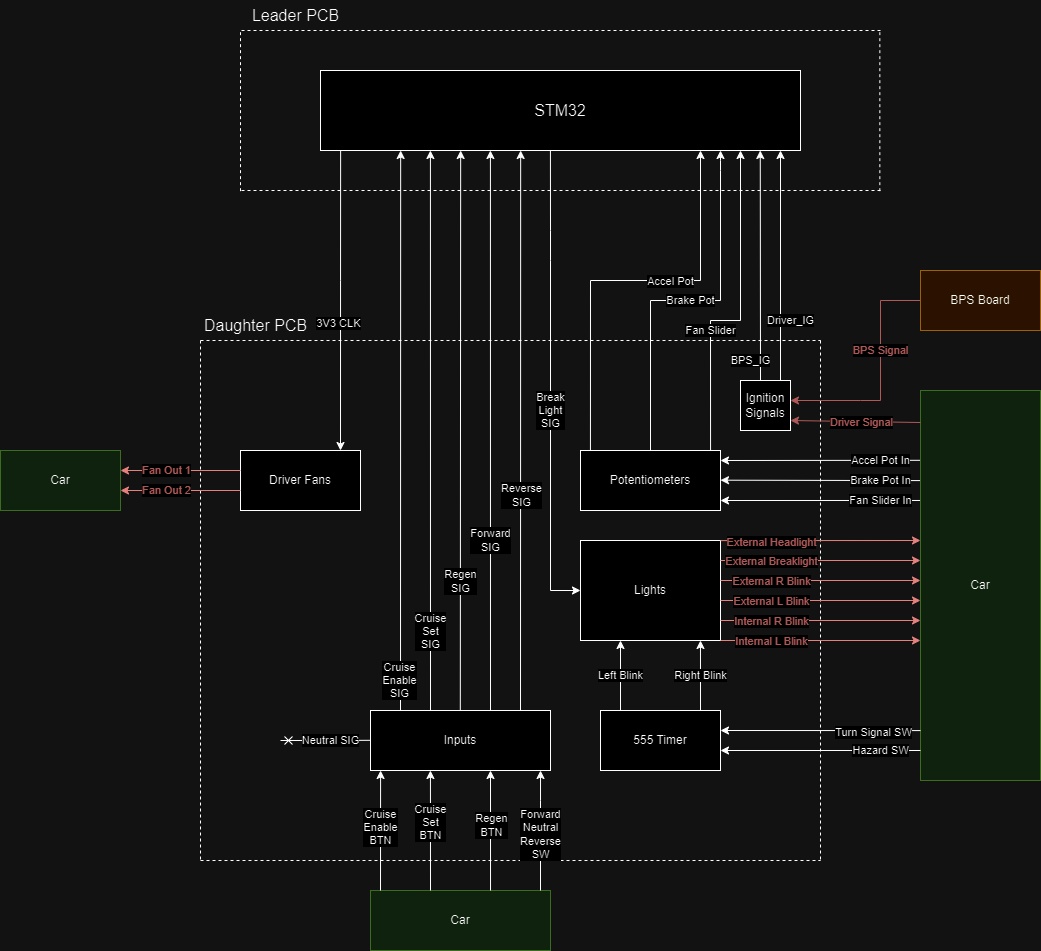 Leader PCB
STM32
Accel Pot
Brake Pot
BPS Board
Daughter PCB
3V3 CLK
Fan Slider
Driver_IG
BPS Signal
BPS_IG
Break
Light
SIG
Ignition
Signals
Driver Signal
Accel Pot In
Car
Fan Out 1
Fan Out 2
Driver Fans
Potentiometers
Brake Pot In
Fan Slider In
Reverse
SIG
Forward
SIG
External Headlight
External Breaklight
External R Blink
External L Blink
Internal R Blink
Internal L Blink
Lights
Car
Regen
SIG
Cruise
Set
SIG
Cruise
Enable
SIG
Left Blink
Right Blink
Neutral SIG
Inputs
555 Timer
Turn Signal SW
Hazard SW
Cruise
Enable
BTN
Cruise
Set
BTN
Regen
BTN
Forward
Neutral
Reverse
SW
Car